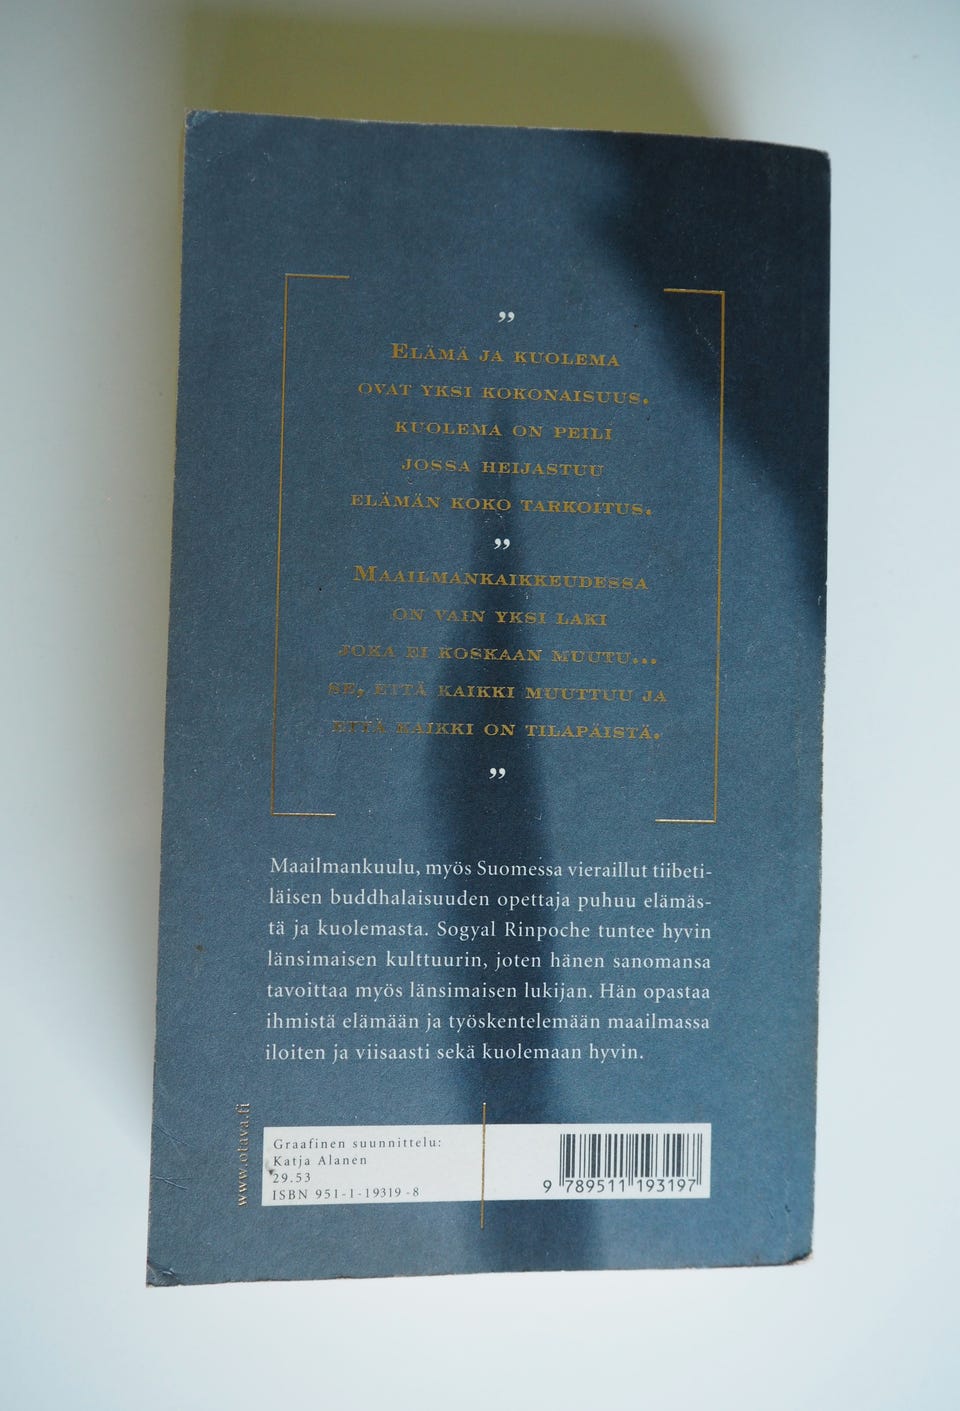 ”
ELÄMÄ JA KUOLEMA
OVAT YKSI KOKONAISUUS.
KUOLEMA ON PEILI
JOSSA HEIJASTUU
ELÄMÄN KOKO TARKOITUS.
”
MAAILMANKAIKKEUDESSA
ON VAIN YKSI LAKI
JOKA EI KOSKAAN MUUTU...
SE, ETTÄ KAIKKI MUUTTUU JA
ETTÄ KAIKKI ON TILAPÄISTÄ.
”
Maailmankuulu, myös Suomessa vieraillut tiibeti-
läisen buddhalaisuuden opettaja puhuu elämäs-
tä ja kuolemasta. Sogyal Rinpoche tuntee hyvin
länsimaisen kulttuurin, joten hänen sanomansa
tavoittaa myös länsimaisen lukijan. Hän opastaa
ihmistä elämään ja työskentelemään maailmassa
iloiten ja viisaasti sekä kuolemaan hyvin.
www.otava.fi
Graafinen suunnittelu:
Katja Alanen
29.53
ISBN 951-1-19319-8
9 789511 193197